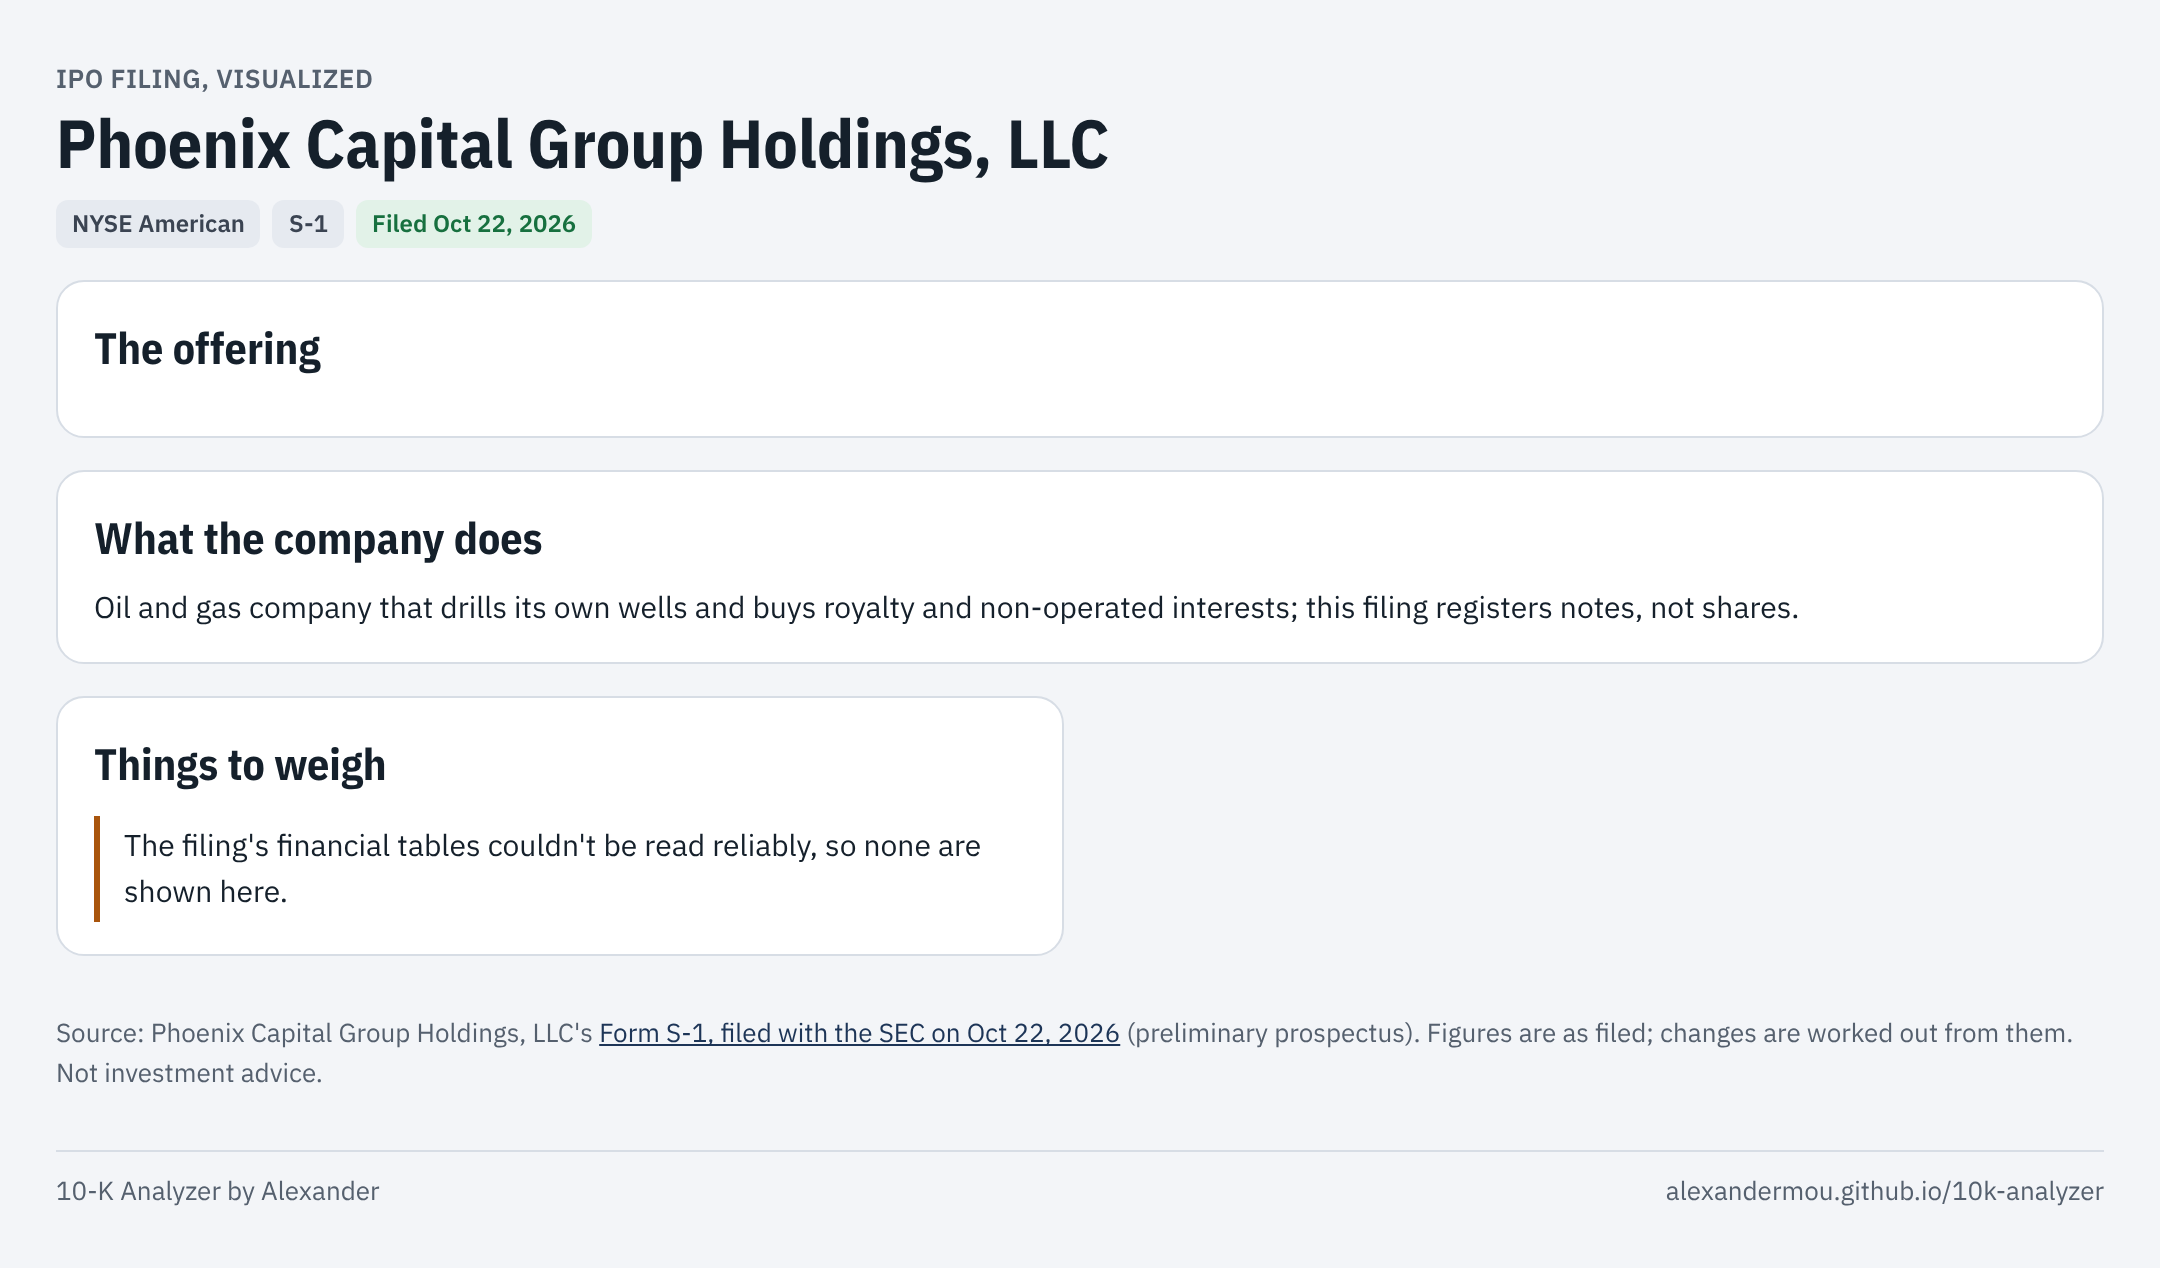 IPO FILING, VISUALIZED
Phoenix Capital Group Holdings, LLC
NYSE American S-1 Filed Oct 22, 2026
The offering
What the company does
Oil and gas company that drills its own wells and buys royalty and non-operated interests; this filing registers notes, not shares.
Things to weigh
The filing's financial tables couldn't be read reliably, so none are
shown here.
Source: Phoenix Capital Group Holdings, LLC's Form S-1, filed with the SEC on Oct 22, 2026 (preliminary prospectus). Figures are as filed; changes are worked out from them.
Not investment advice.
10-K Analyzer by Alexander
alexandermou.github.io/10k-analyzer